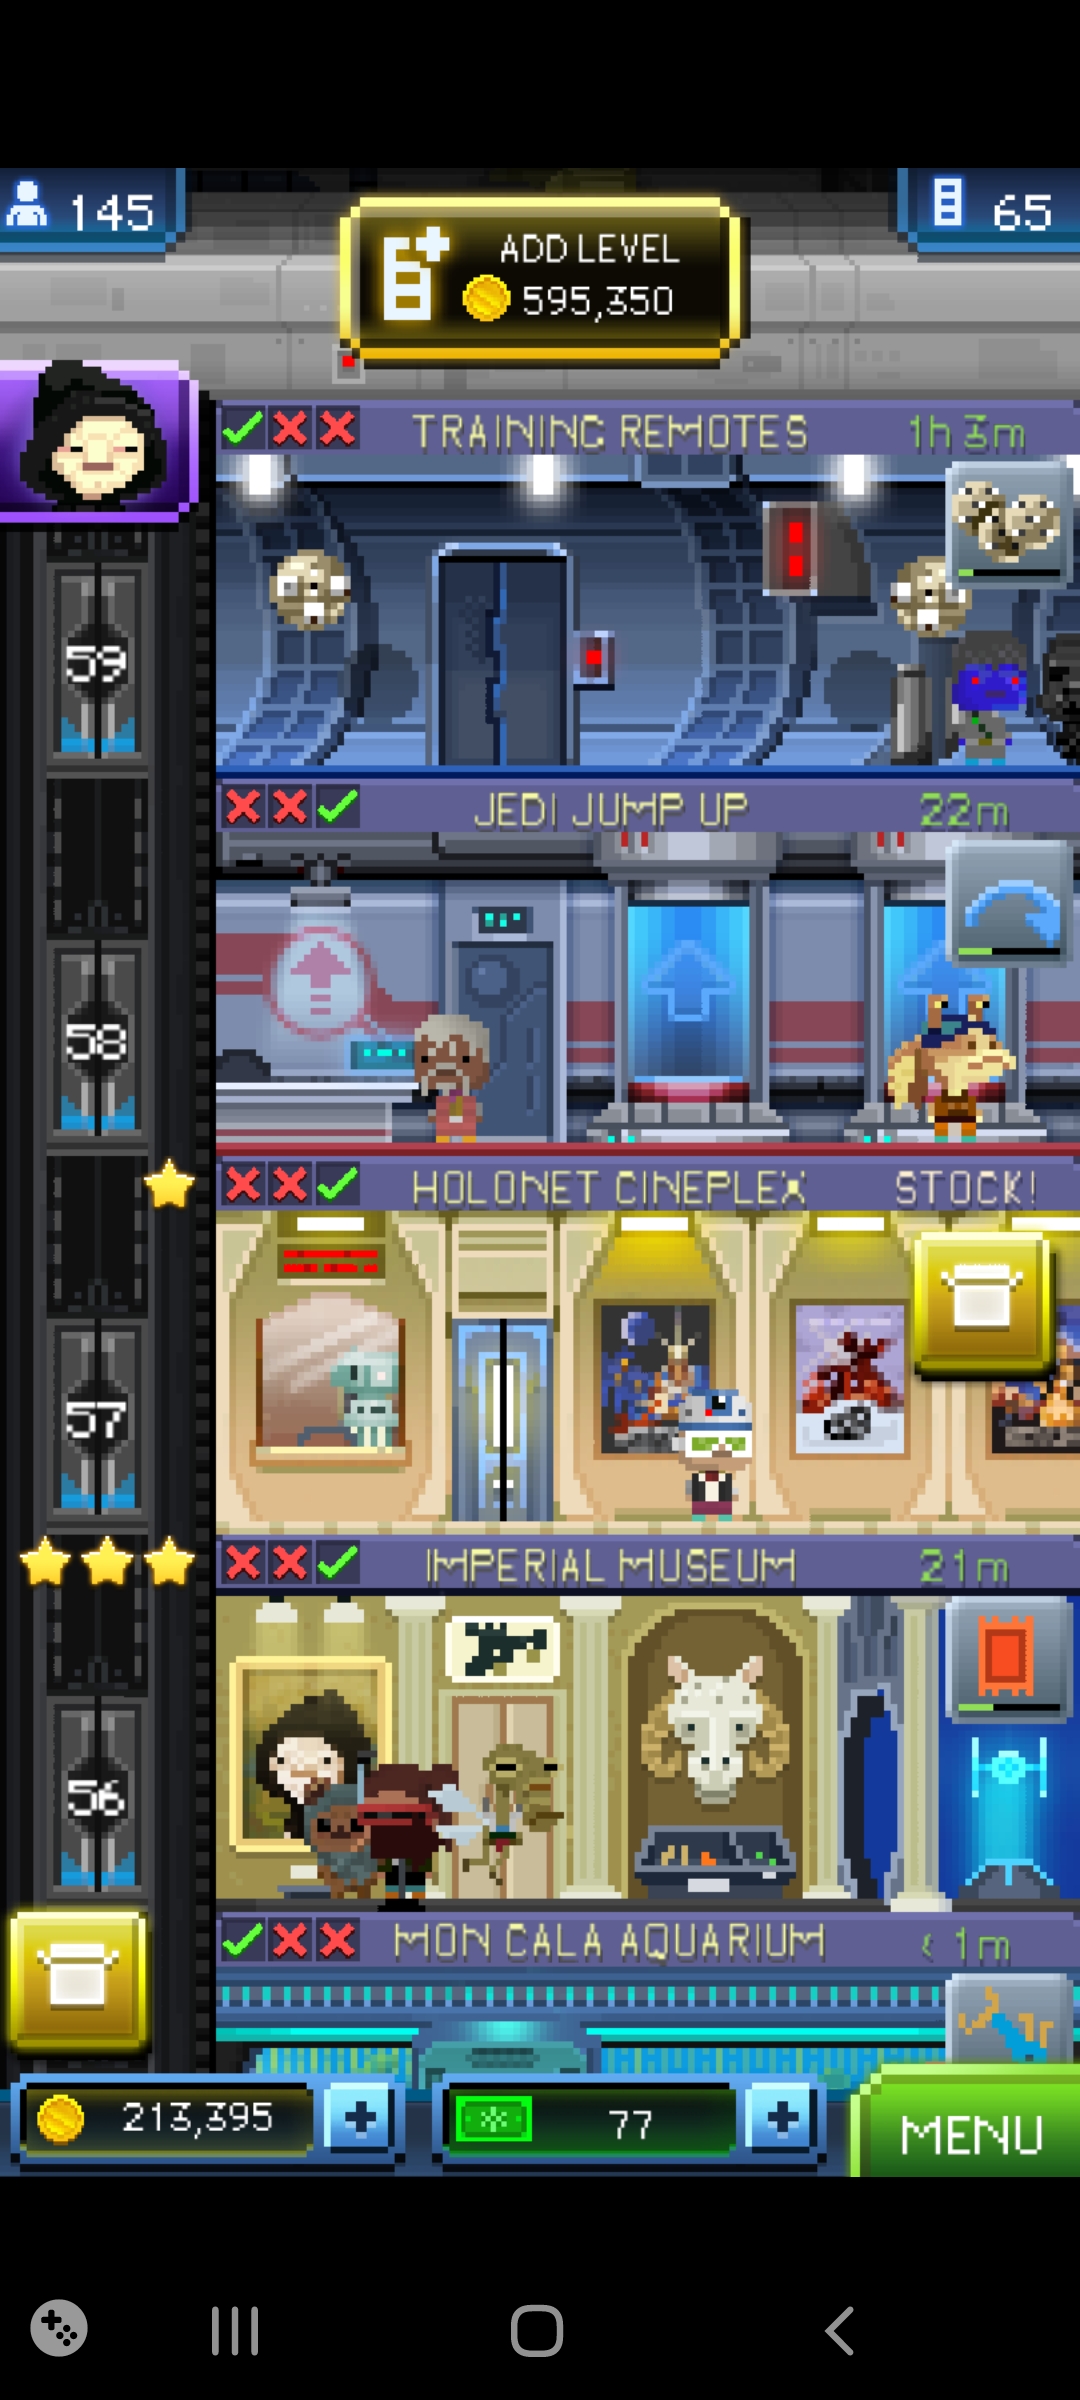 145
ADD LEVEL
595,350
65
TRAINING REMOTES 1h 3m
59
JEDI JUMP UP 22m
58
HOLONET CINEPLEX STOCK!
57
IMPERIAL MUSEUM 21m
56
MON CALA AQUARIUM < 1m
213,395
77
MENU